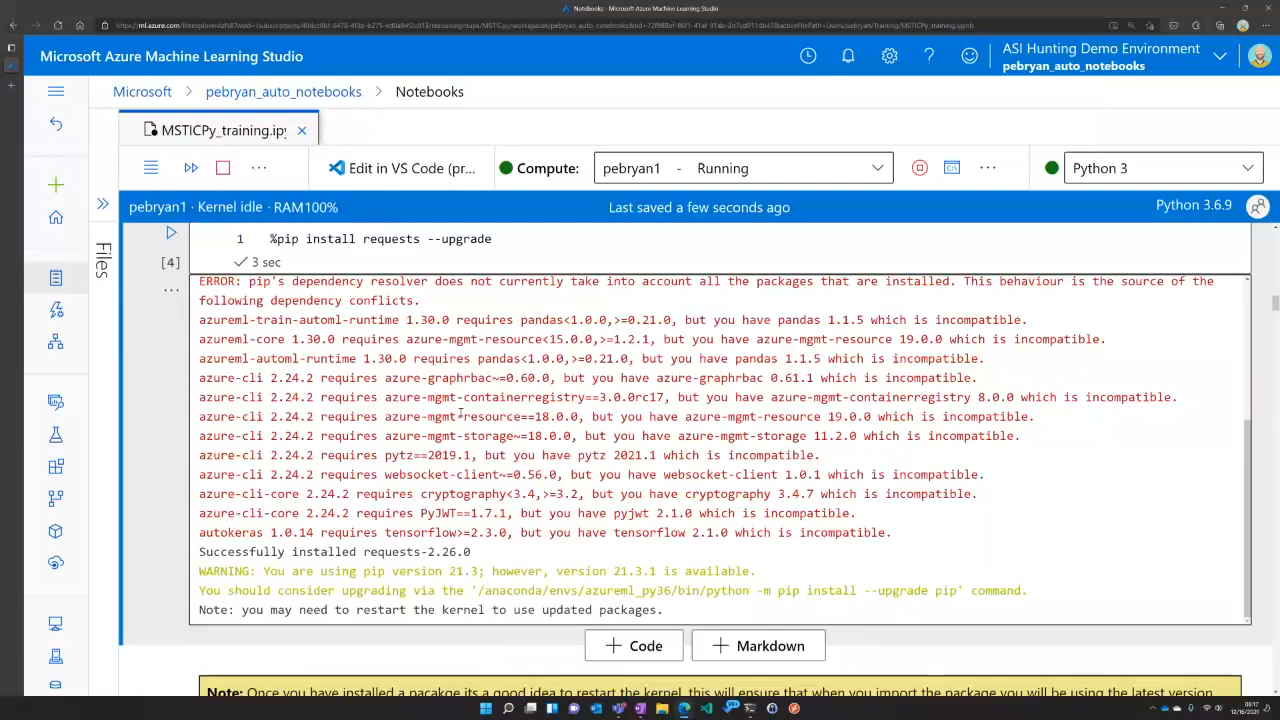 Notebooks - Microsoft Azure Machine Learning Studio
Microsoft Azure Machine Learning Studio
ASI Hunting Demo Environment
pebryan_auto_notebooks
Microsoft > pebryan_auto_notebooks > Notebooks
MSTICPy_training.ipy
Edit in VS Code (pr...
Compute:
pebryan1 - Running
Python 3
pebryan1 · Kernel idle · RAM100%
Last saved a few seconds ago
Python 3.6.9
Files
1 %pip install requests --upgrade
[4]
3 sec
ERROR: pip's dependency resolver does not currently take into account all the packages that are installed. This behaviour is the source of the
following dependency conflicts.
azureml-train-automl-runtime 1.30.0 requires pandas<1.0.0,>=0.21.0, but you have pandas 1.1.5 which is incompatible.
azureml-core 1.30.0 requires azure-mgmt-resource<15.0.0,>=1.2.1, but you have azure-mgmt-resource 19.0.0 which is incompatible.
azureml-automl-runtime 1.30.0 requires pandas<1.0.0,>=0.21.0, but you have pandas 1.1.5 which is incompatible.
azure-cli 2.24.2 requires azure-graphrbac~=0.60.0, but you have azure-graphrbac 0.61.1 which is incompatible.
azure-cli 2.24.2 requires azure-mgmt-containerregistry==3.0.0rc17, but you have azure-mgmt-containerregistry 8.0.0 which is incompatible.
azure-cli 2.24.2 requires azure-mgmt-resource==18.0.0, but you have azure-mgmt-resource 19.0.0 which is incompatible.
azure-cli 2.24.2 requires azure-mgmt-storage~=18.0.0, but you have azure-mgmt-storage 11.2.0 which is incompatible.
azure-cli 2.24.2 requires pytz==2019.1, but you have pytz 2021.1 which is incompatible.
azure-cli 2.24.2 requires websocket-client~=0.56.0, but you have websocket-client 1.0.1 which is incompatible.
azure-cli-core 2.24.2 requires cryptography<3.4,>=3.2, but you have cryptography 3.4.7 which is incompatible.
azure-cli-core 2.24.2 requires PyJWT==1.7.1, but you have pyjwt 2.1.0 which is incompatible.
autokeras 1.0.14 requires tensorflow>=2.3.0, but you have tensorflow 2.1.0 which is incompatible.
Successfully installed requests-2.26.0
WARNING: You are using pip version 21.3; however, version 21.3.1 is available.
You should consider upgrading via the '/anaconda/envs/azureml_py36/bin/python -m pip install --upgrade pip' command.
Note: you may need to restart the kernel to use updated packages.
+ Code
+ Markdown
Note: Once you have installed a pacakge its a good idea to restart the kernel, this will ensure that when you import the package you will be using the latest version
08:17
12/16/2021